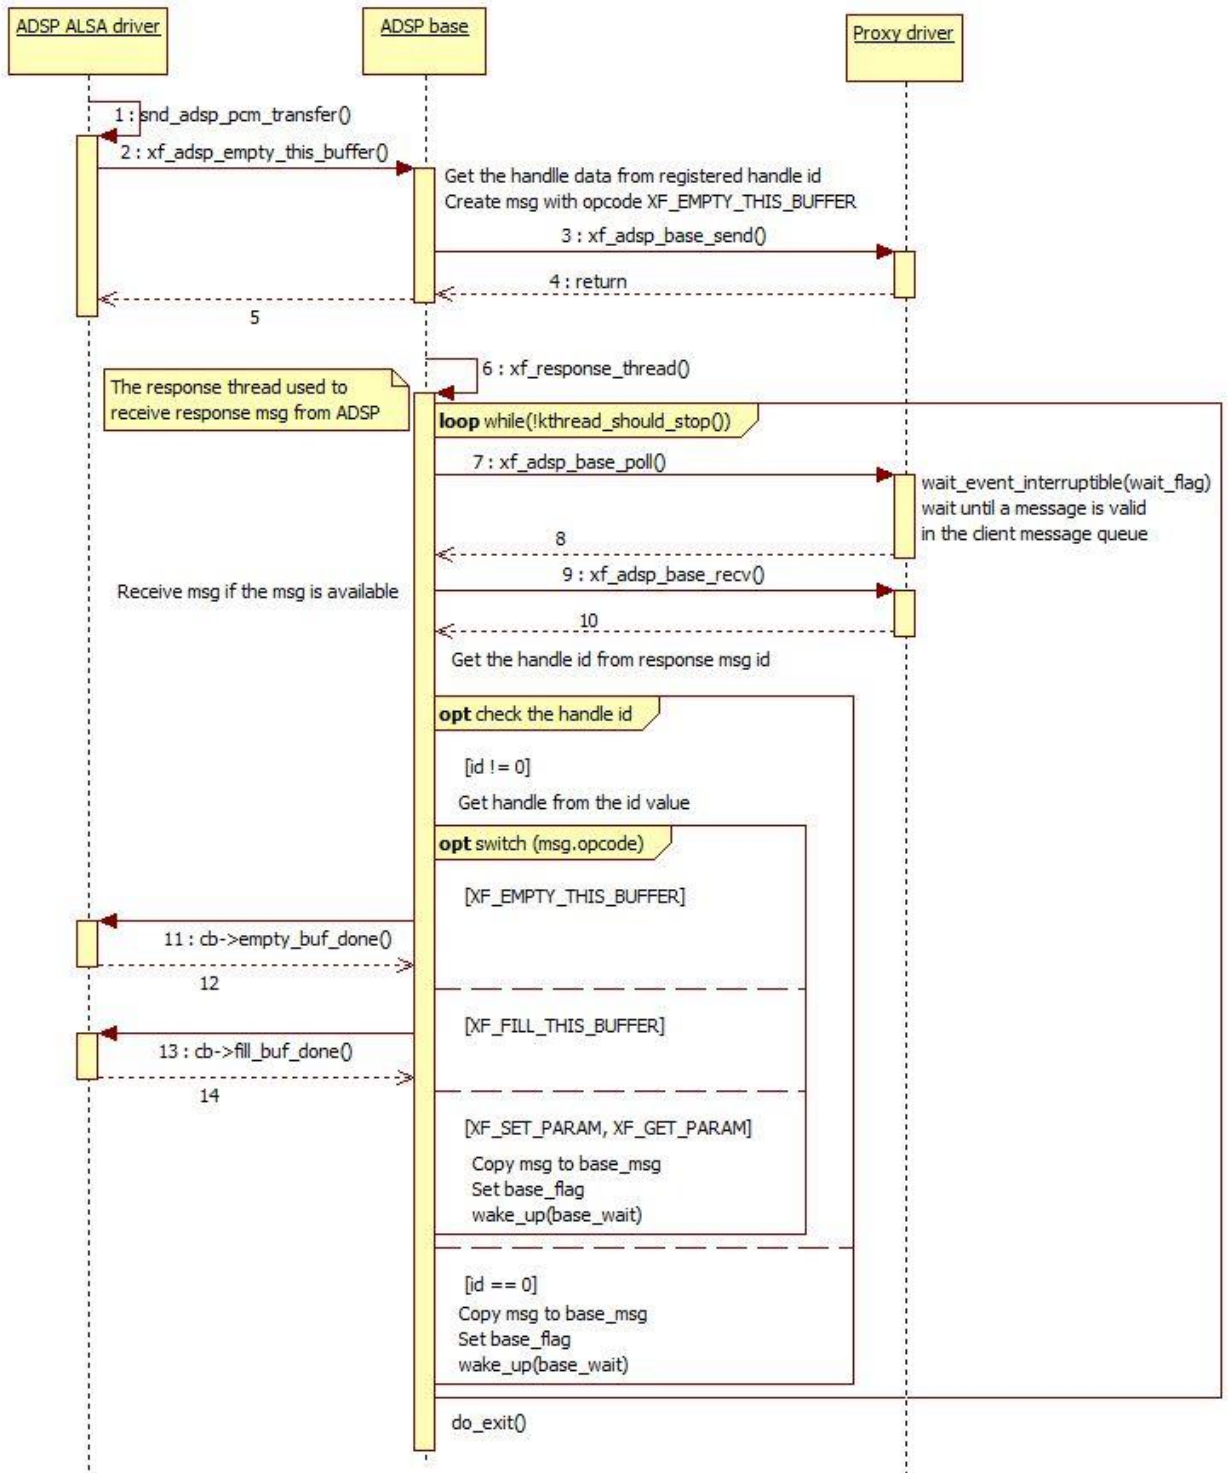 ADSP ALSA driver
ADSP base
Proxy driver
1 : snd_adsp_pcm_transfer()
2 : xf_adsp_empty_this_buffer()
Get the handlle data from registered handle id
Create msg with opcode XF_EMPTY_THIS_BUFFER
3 : xf_adsp_base_send()
4 : return
5
6 : xf_response_thread()
The response thread used to
receive response msg from ADSP
loop while(!kthread_should_stop())
7 : xf_adsp_base_poll()
wait_event_interruptible(wait_flag)
wait until a message is valid
in the client message queue
8
9 : xf_adsp_base_recv()
Receive msg if the msg is available
10
Get the handle id from response msg id
opt check the handle id
[id != 0]
Get handle from the id value
opt switch (msg.opcode)
[XF_EMPTY_THIS_BUFFER]
11 : cb->empty_buf_done()
12
[XF_FILL_THIS_BUFFER]
13 : cb->fill_buf_done()
14
[XF_SET_PARAM, XF_GET_PARAM]
Copy msg to base_msg
Set base_flag
wake_up(base_wait)
[id == 0]
Copy msg to base_msg
Set base_flag
wake_up(base_wait)
do_exit()